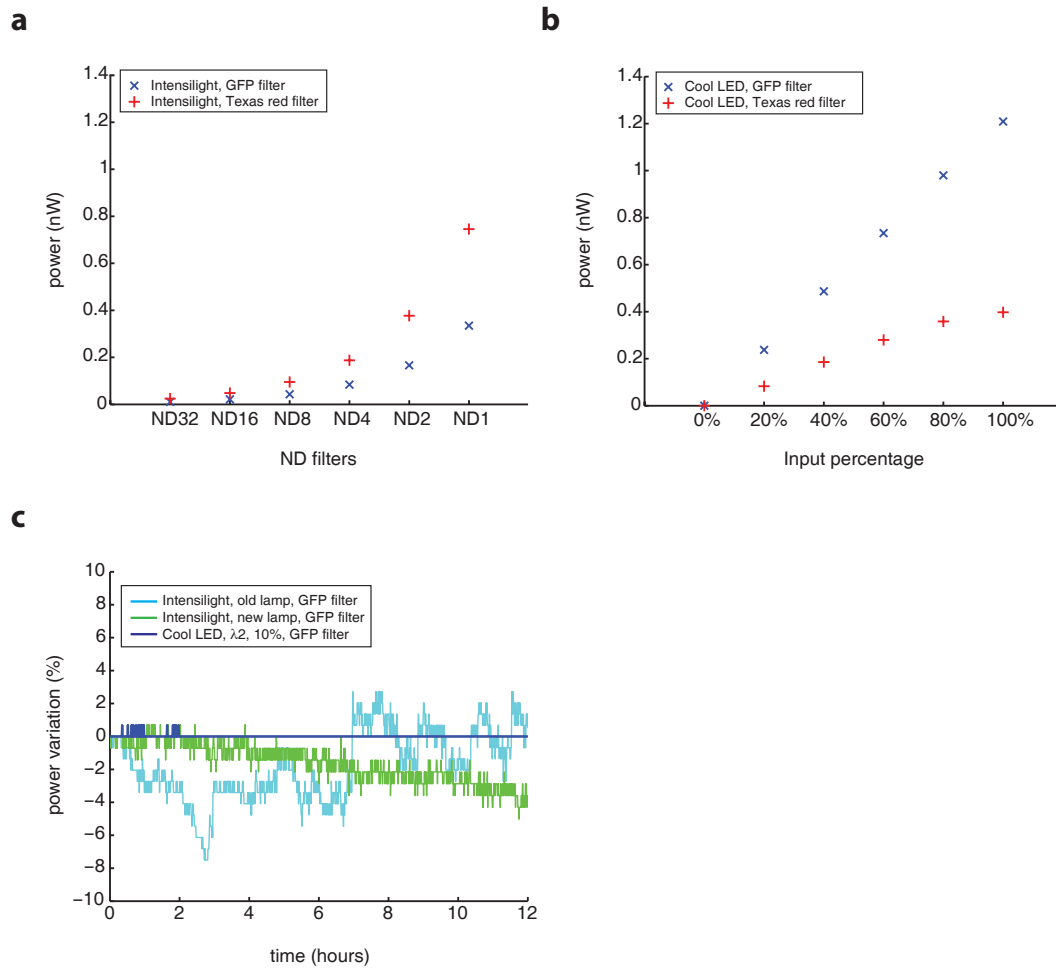 a
1.4
1.2
1
0.8
0.6
0.4
0.2
0
power (nW)
Intensilight, GFP filter
Intensilight, Texas red filter
ND32 ND16 ND8 ND4 ND2 ND1
ND filters
b
1.4
1.2
1
0.8
0.6
0.4
0.2
0
power (nW)
Cool LED, GFP filter
Cool LED, Texas red filter
0% 20% 40% 60% 80% 100%
Input percentage
c
10
8
6
4
2
0
−2
−4
−6
−8
−10
power variation (%)
Intensilight, old lamp, GFP filter
Intensilight, new lamp, GFP filter
Cool LED, λ2, 10%, GFP filter
0 2 4 6 8 10 12
time (hours)